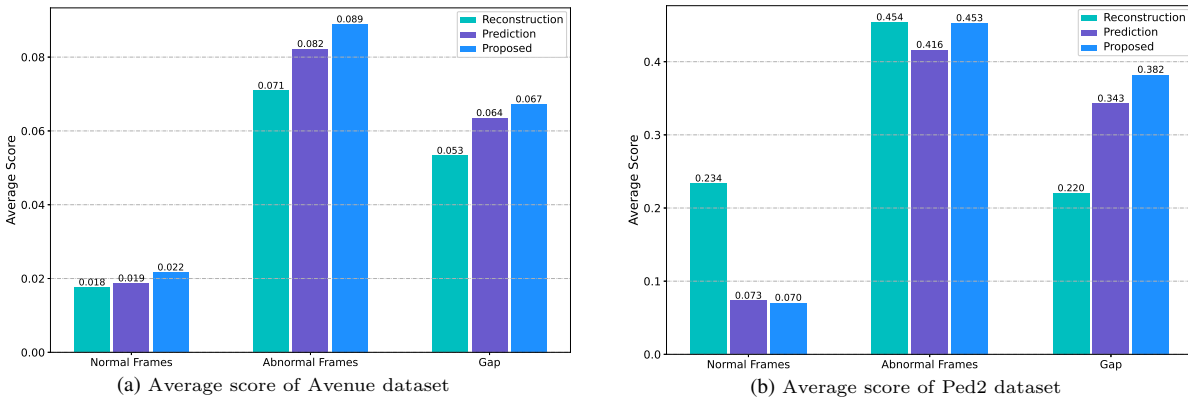 Reconstruction
Prediction
Proposed
0.08
0.06
0.04
0.02
0.00
Average Score
0.018
0.019
0.022
0.071
0.082
0.089
0.053
0.064
0.067
Normal Frames
Abnormal Frames
Gap
(a) Average score of Avenue dataset
Reconstruction
Prediction
Proposed
0.4
0.3
0.2
0.1
0.0
Average Score
0.234
0.073
0.070
0.454
0.416
0.453
0.220
0.343
0.382
Normal Frames
Abnormal Frames
Gap
(b) Average score of Ped2 dataset